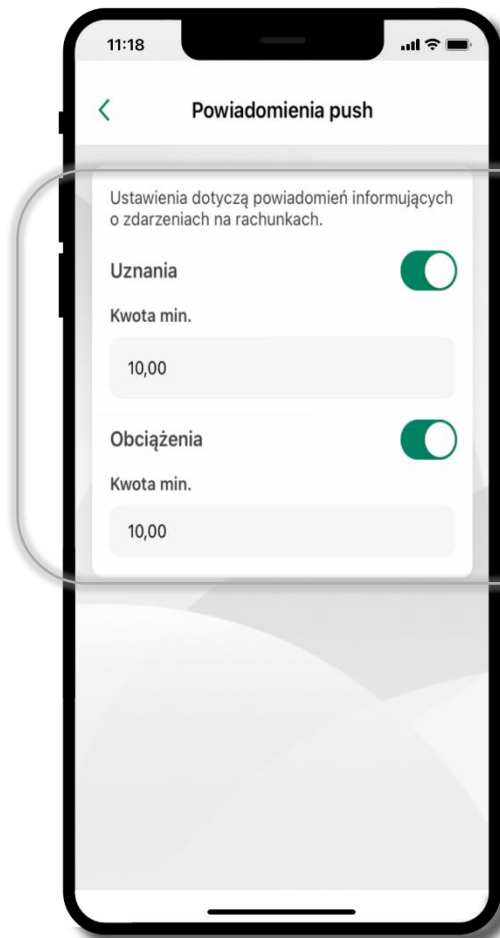 11:18
Powiadomienia push
Ustawienia dotyczą powiadomień informujących
o zdarzeniach na rachunkach.
Uznania
Kwota min.
10,00
Obciążenia
Kwota min.
10,00